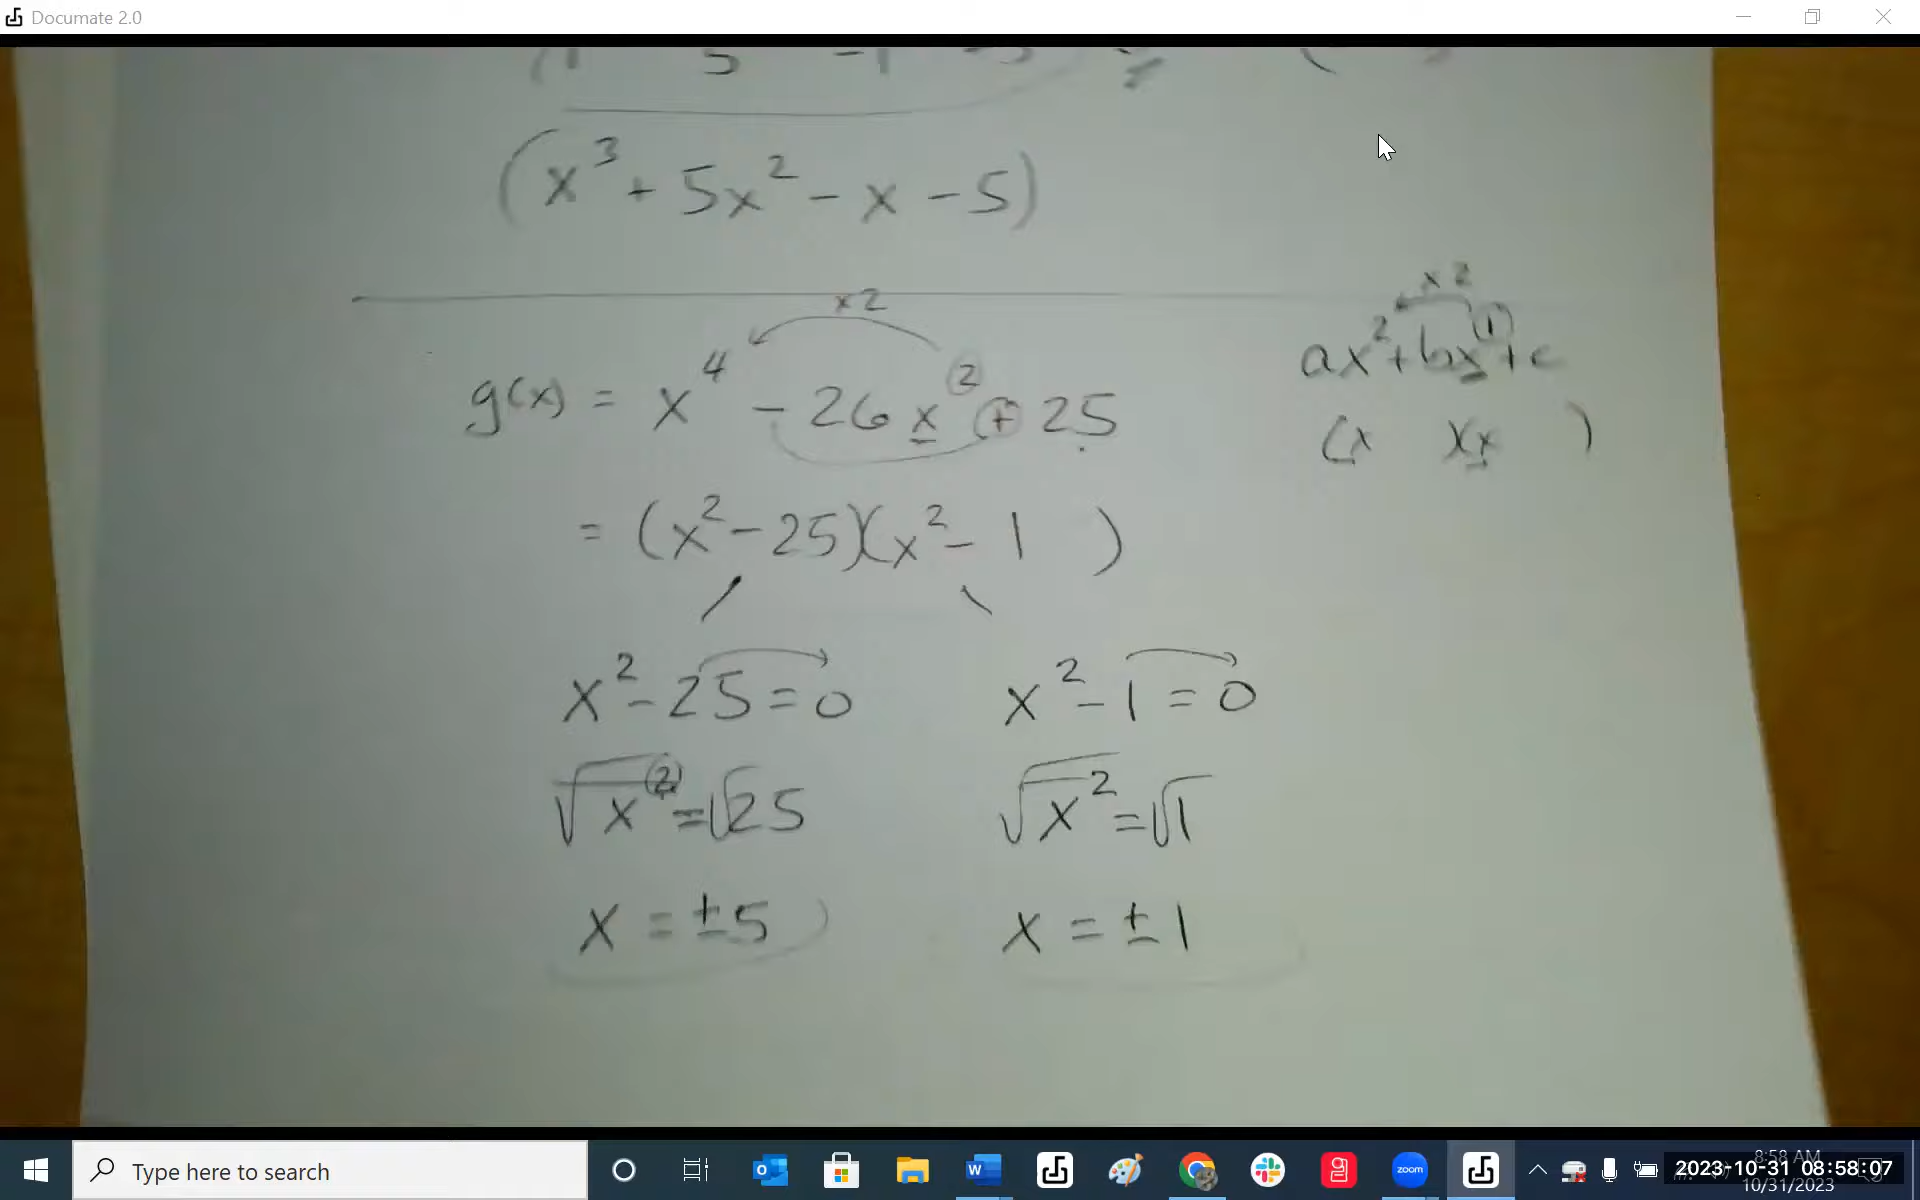 Documate 2.0
(x³ + 5x² - x - 5)
x2
g(x) = x⁴ - 26x² + 25
= (x² - 25)(x² - 1 )
x² - 25 = 0
√x² = √25
x = ±5
x² - 1 = 0
√x² = √1
x = ±1
x2
ax² + bx¹ + c
(x )(x )
Type here to search
zoom
8:58 AM
2023-10-31 08:58:07
10/31/2023